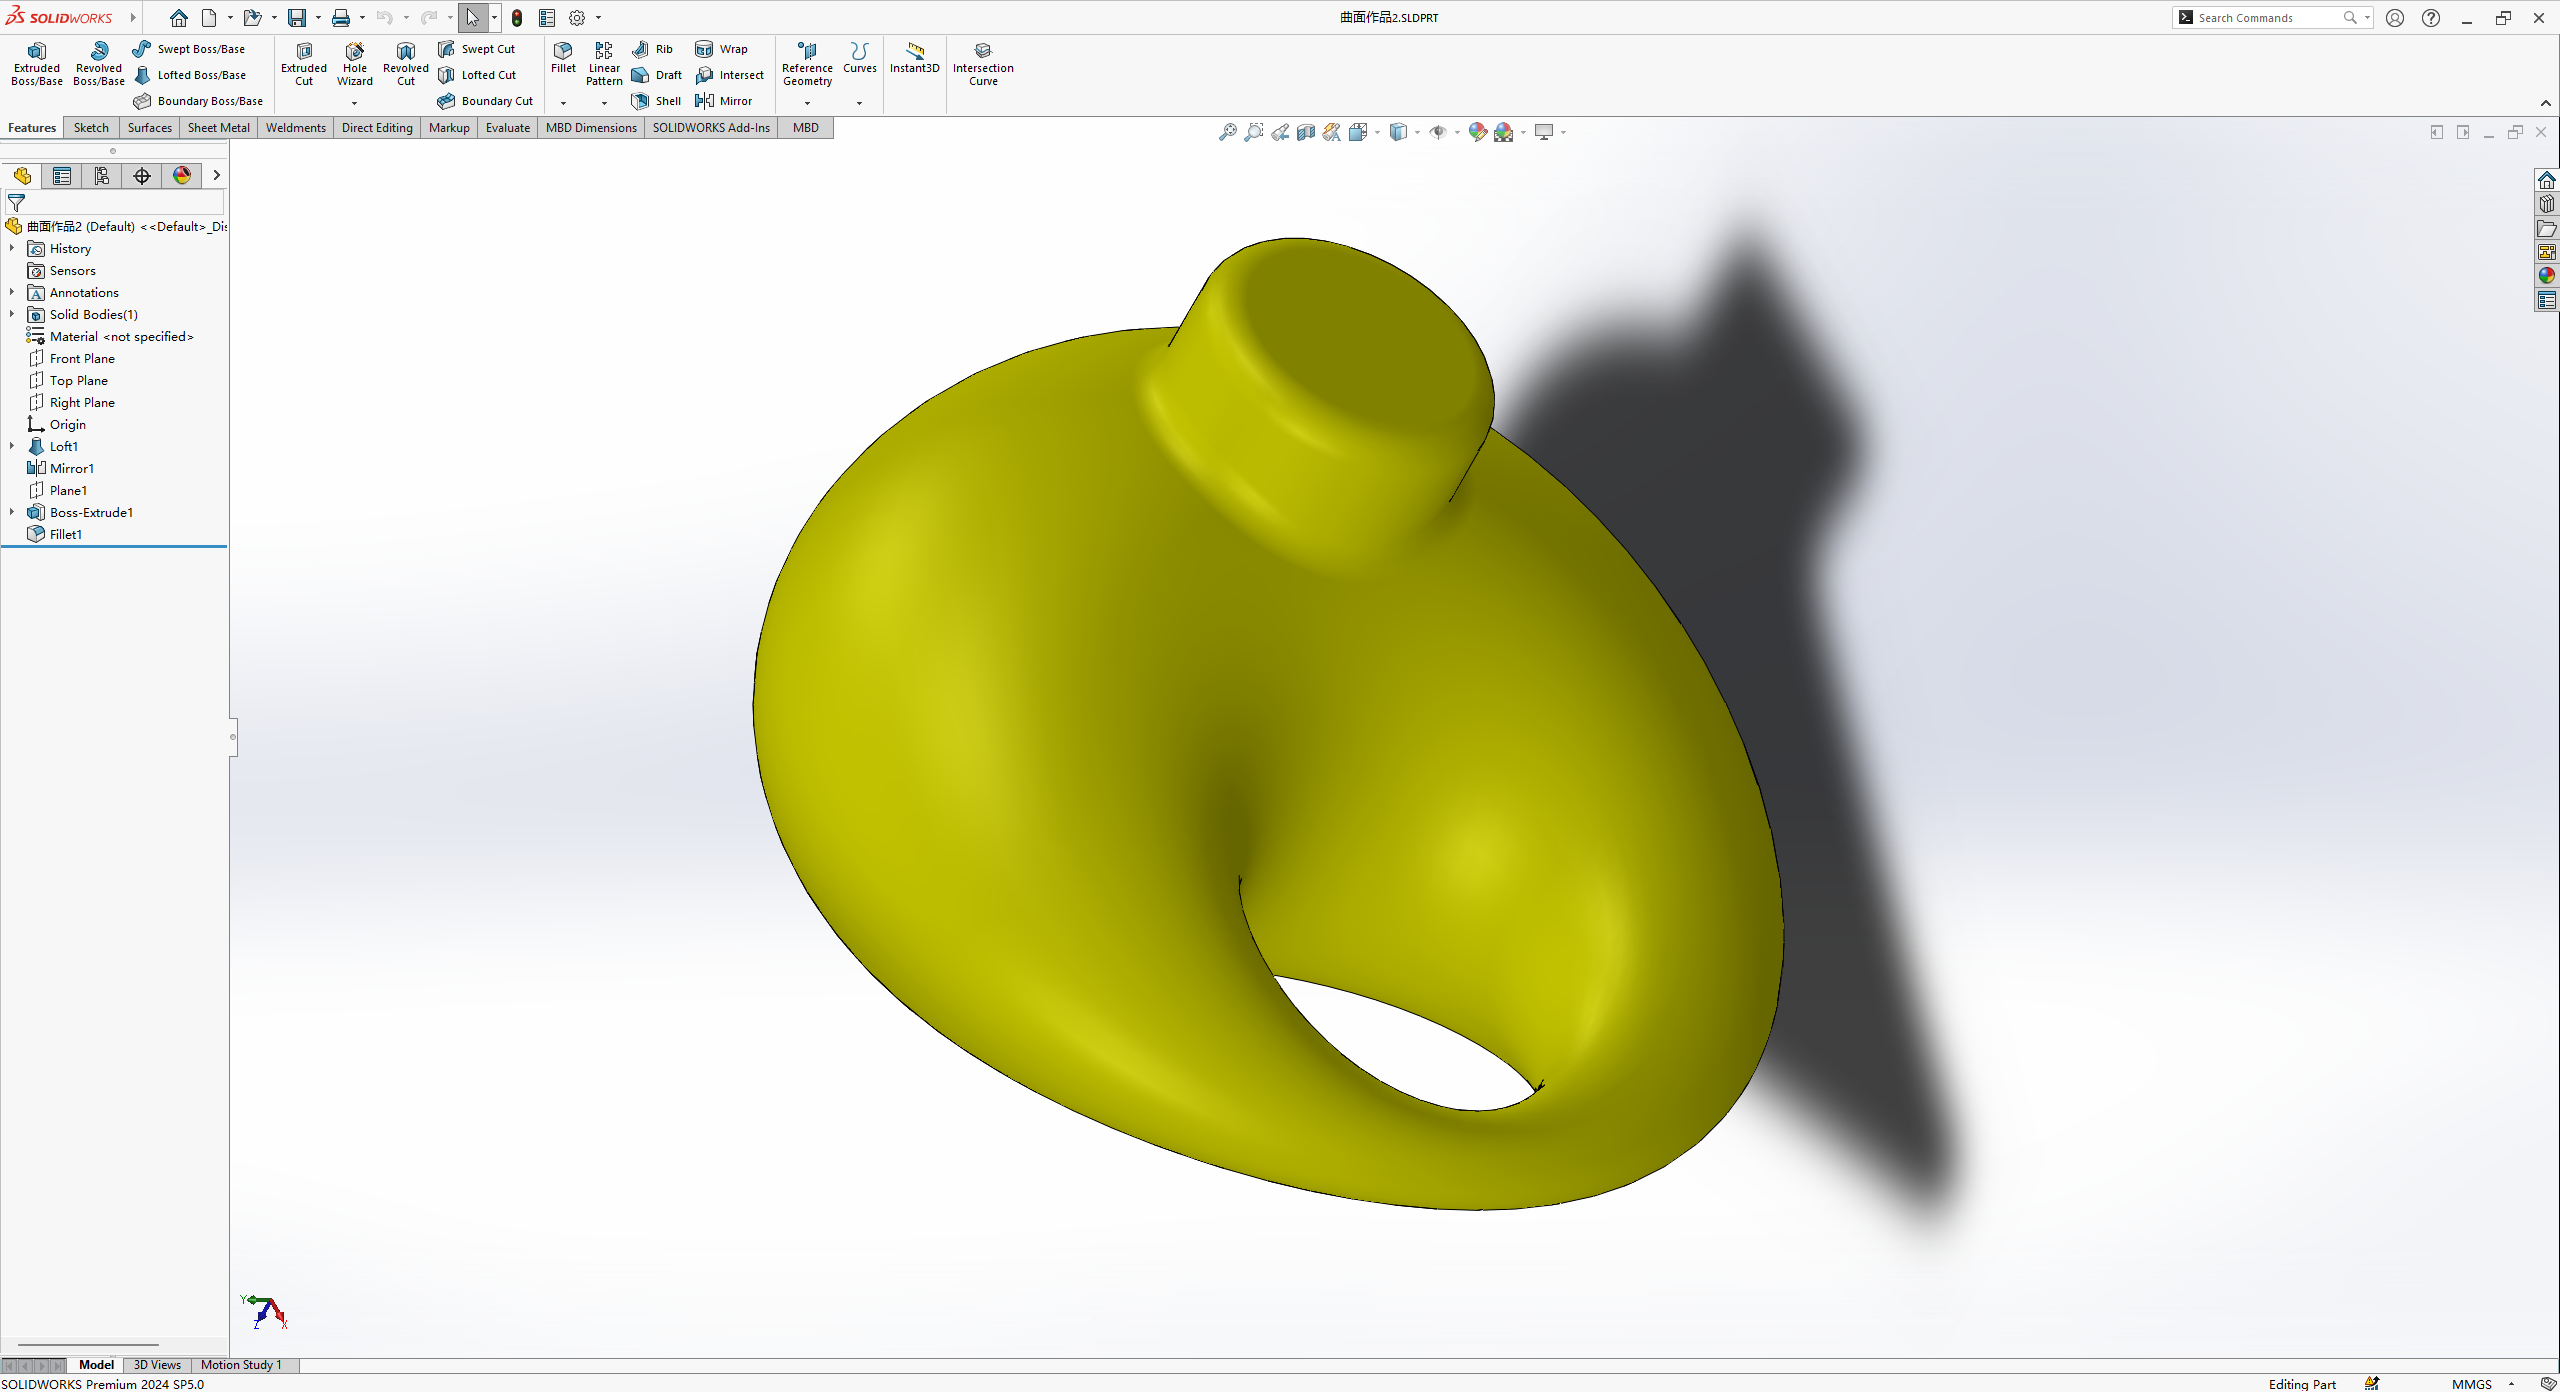 SOLIDWORKS
曲面作品2.SLDPRT
Search Commands
Extruded Boss/Base
Revolved Boss/Base
Swept Boss/Base
Lofted Boss/Base
Boundary Boss/Base
Extruded Cut
Hole Wizard
Revolved Cut
Swept Cut
Lofted Cut
Boundary Cut
Fillet
Linear Pattern
Rib
Draft
Shell
Wrap
Intersect
Mirror
Reference Geometry
Curves
Instant3D
Intersection Curve
Features
Sketch
Surfaces
Sheet Metal
Weldments
Direct Editing
Markup
Evaluate
MBD Dimensions
SOLIDWORKS Add-Ins
MBD
曲面作品2 (Default) <<Default>_Dis
History
Sensors
Annotations
Solid Bodies(1)
Material <not specified>
Front Plane
Top Plane
Right Plane
Origin
Loft1
Mirror1
Plane1
Boss-Extrude1
Fillet1
Y
Z
X
Model
3D Views
Motion Study 1
SOLIDWORKS Premium 2024 SP5.0
Editing Part
MMGS